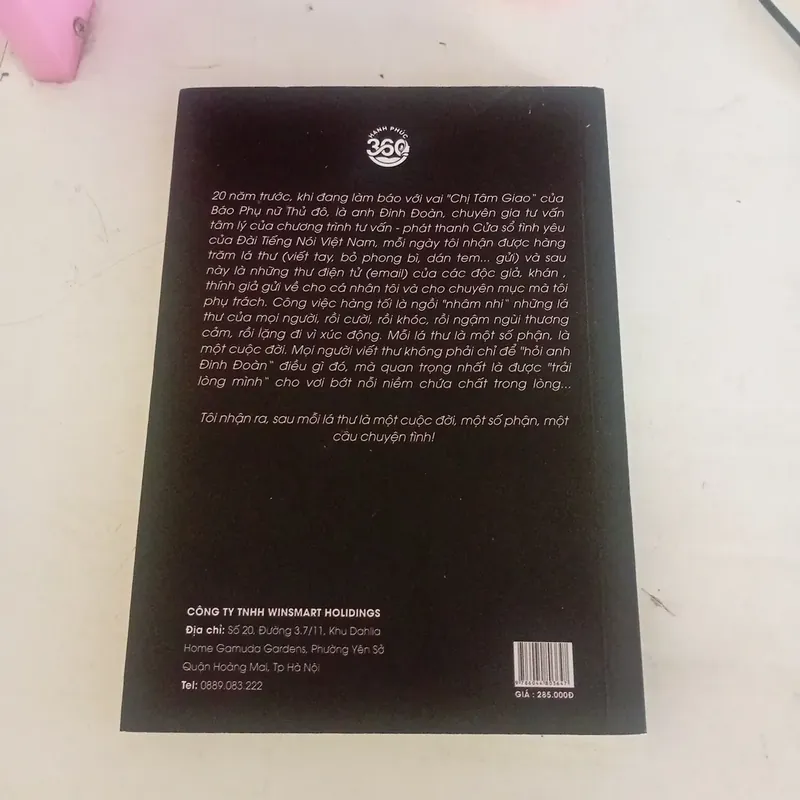 HẠNH PHÚC
360
20 năm trước, khi đang làm báo với vai "Chị Tâm Giao" của
Báo Phụ nữ Thủ đô, là anh Đinh Đoàn, chuyên gia tư vấn
tâm lý của chương trình tư vấn - phát thanh Cửa sổ tình yêu
của Đài Tiếng Nói Việt Nam, mỗi ngày tôi nhận được hàng
trăm lá thư (viết tay, bỏ phong bì, dán tem... gửi) và sau
này là những thư điện tử (email) của các độc giả, khán ,
thính giả gửi về cho cá nhân tôi và cho chuyên mục mà tôi
phụ trách. Công việc hàng tối là ngồi "nhâm nhi" những lá
thư của mọi người, rồi cười, rồi khóc, rồi ngậm ngùi thương
cảm, rồi lặng đi vì xúc động. Mỗi lá thư là một số phận, là
một cuộc đời. Mọi người viết thư không phải chỉ để "hỏi anh
Đinh Đoàn" điều gì đó, mà quan trọng nhất là được "trải
lòng mình" cho vơi bớt nỗi niềm chứa chất trong lòng...
Tôi nhận ra, sau mỗi lá thư là một cuộc đời, một số phận, một
câu chuyện tình!
CÔNG TY TNHH WINSMART HOLIDINGS
Địa chỉ: Số 20, Đường 3.7/11, Khu Dahlia
Home Gamuda Gardens, Phường Yên Sở
Quận Hoàng Mai, Tp Hà Nội
Tel: 0889.083.222
GIÁ : 285.000Đ